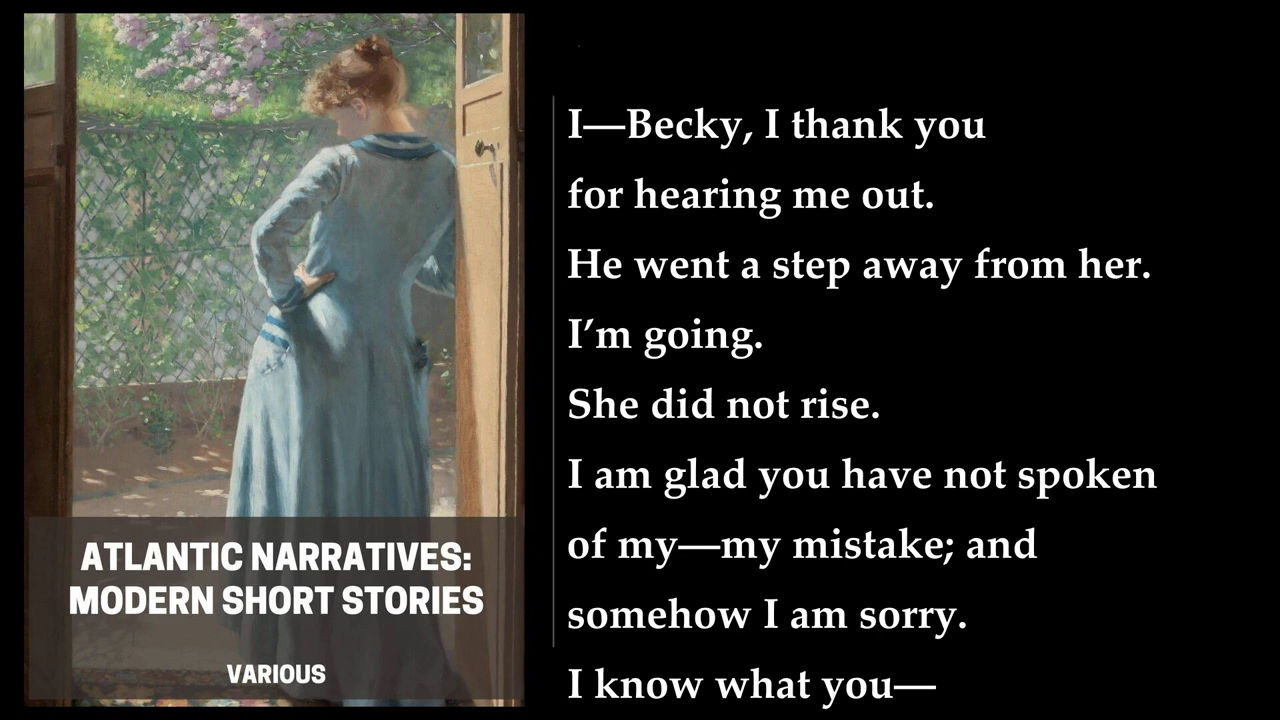 ATLANTIC NARRATIVES:
MODERN SHORT STORIES
VARIOUS
I—Becky, I thank you
for hearing me out.
He went a step away from her.
I’m going.
She did not rise.
I am glad you have not spoken
of my—my mistake; and
somehow I am sorry.
I know what you—